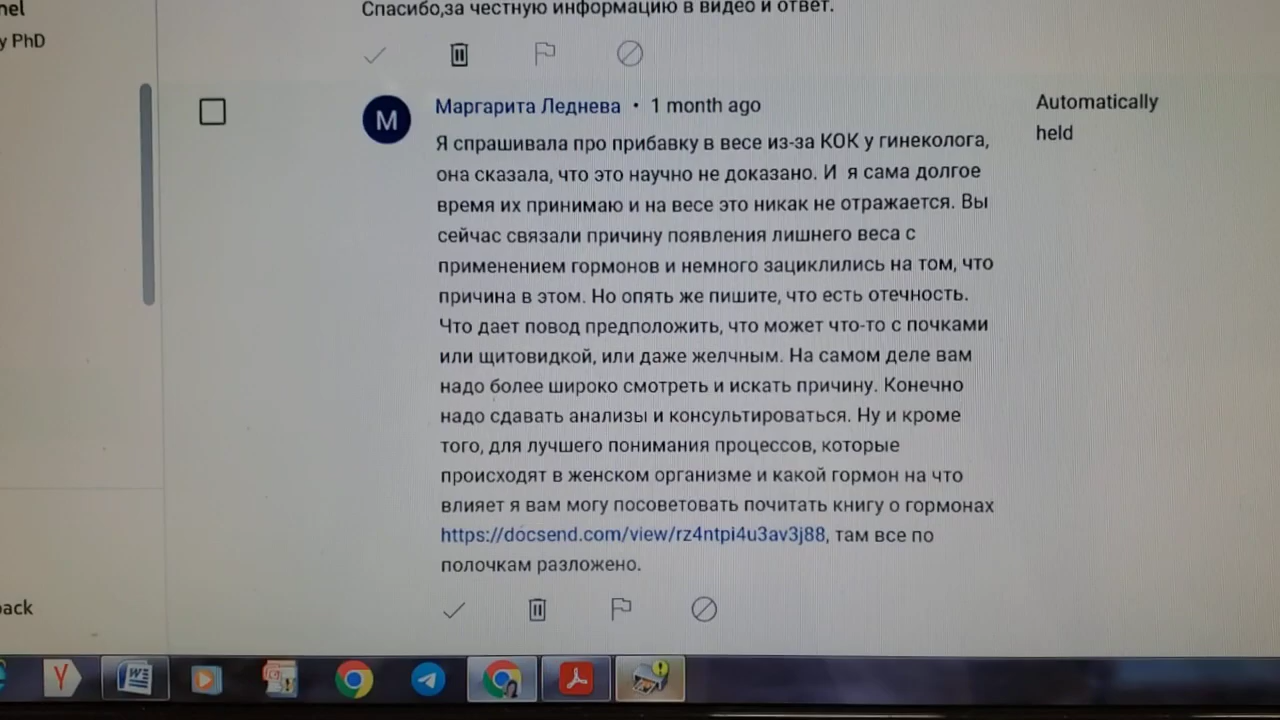 nel
y PhD
Спасибо,за честную информацию в видео и ответ.
Маргарита Леднева • 1 month ago
Automatically
held
M
Я спрашивала про прибавку в весе из-за КОК у гинеколога,
она сказала, что это научно не доказано. И я сама долгое
время их принимаю и на весе это никак не отражается. Вы
сейчас связали причину появления лишнего веса с
применением гормонов и немного зациклились на том, что
причина в этом. Но опять же пишите, что есть отечность.
Что дает повод предположить, что может что-то с почками
или щитовидкой, или даже желчным. На самом деле вам
надо более широко смотреть и искать причину. Конечно
надо сдавать анализы и консультироваться. Ну и кроме
того, для лучшего понимания процессов, которые
происходят в женском организме и какой гормон на что
влияет я вам могу посоветовать почитать книгу о гормонах
https://docsend.com/view/rz4ntpi4u3av3j88, там все по
полочкам разложено.
back